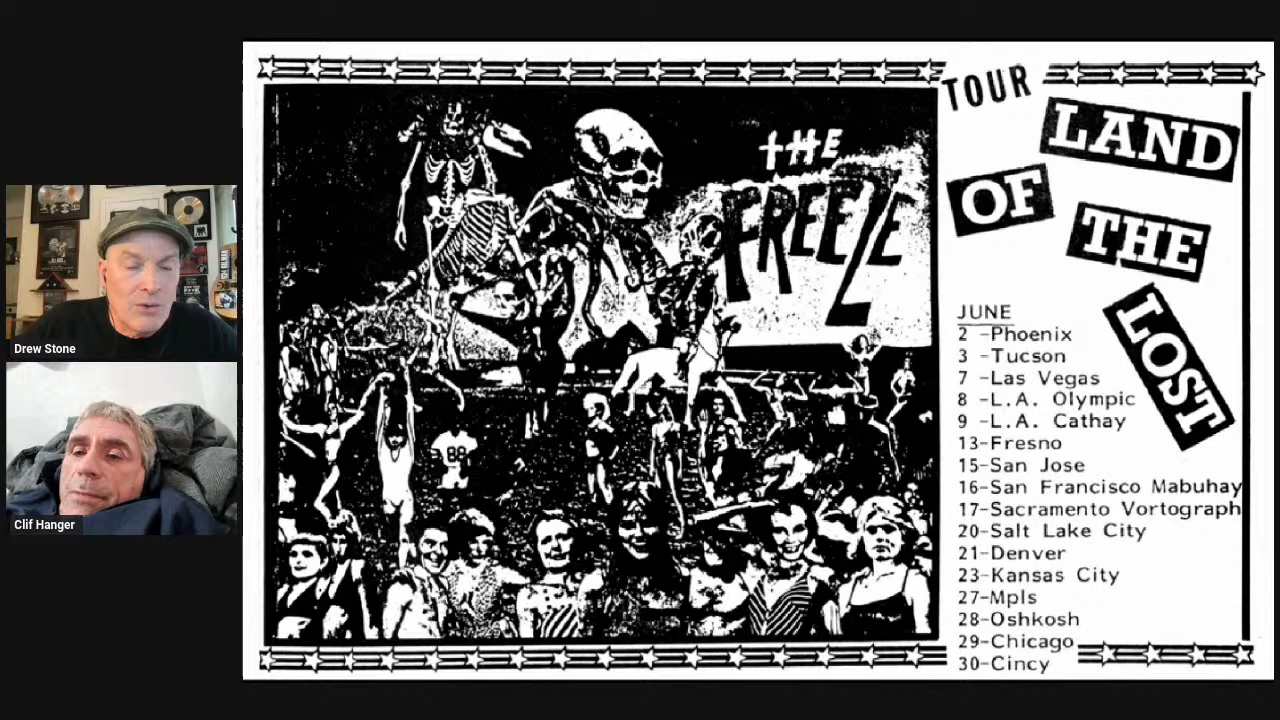 THE
FREEZE
88
TOUR
LAND
OF
THE
LOST
JUNE
2 -Phoenix
3 -Tucson
7 -Las Vegas
8 -L.A. Olympic
9 -L.A. Cathay
13-Fresno
15-San Jose
16-San Francisco Mabuhay
17-Sacramento Vortograph
20-Salt Lake City
21-Denver
23-Kansas City
27-Mpls
28-Oshkosh
29-Chicago
30-Cincy
Drew Stone
Clif Hanger